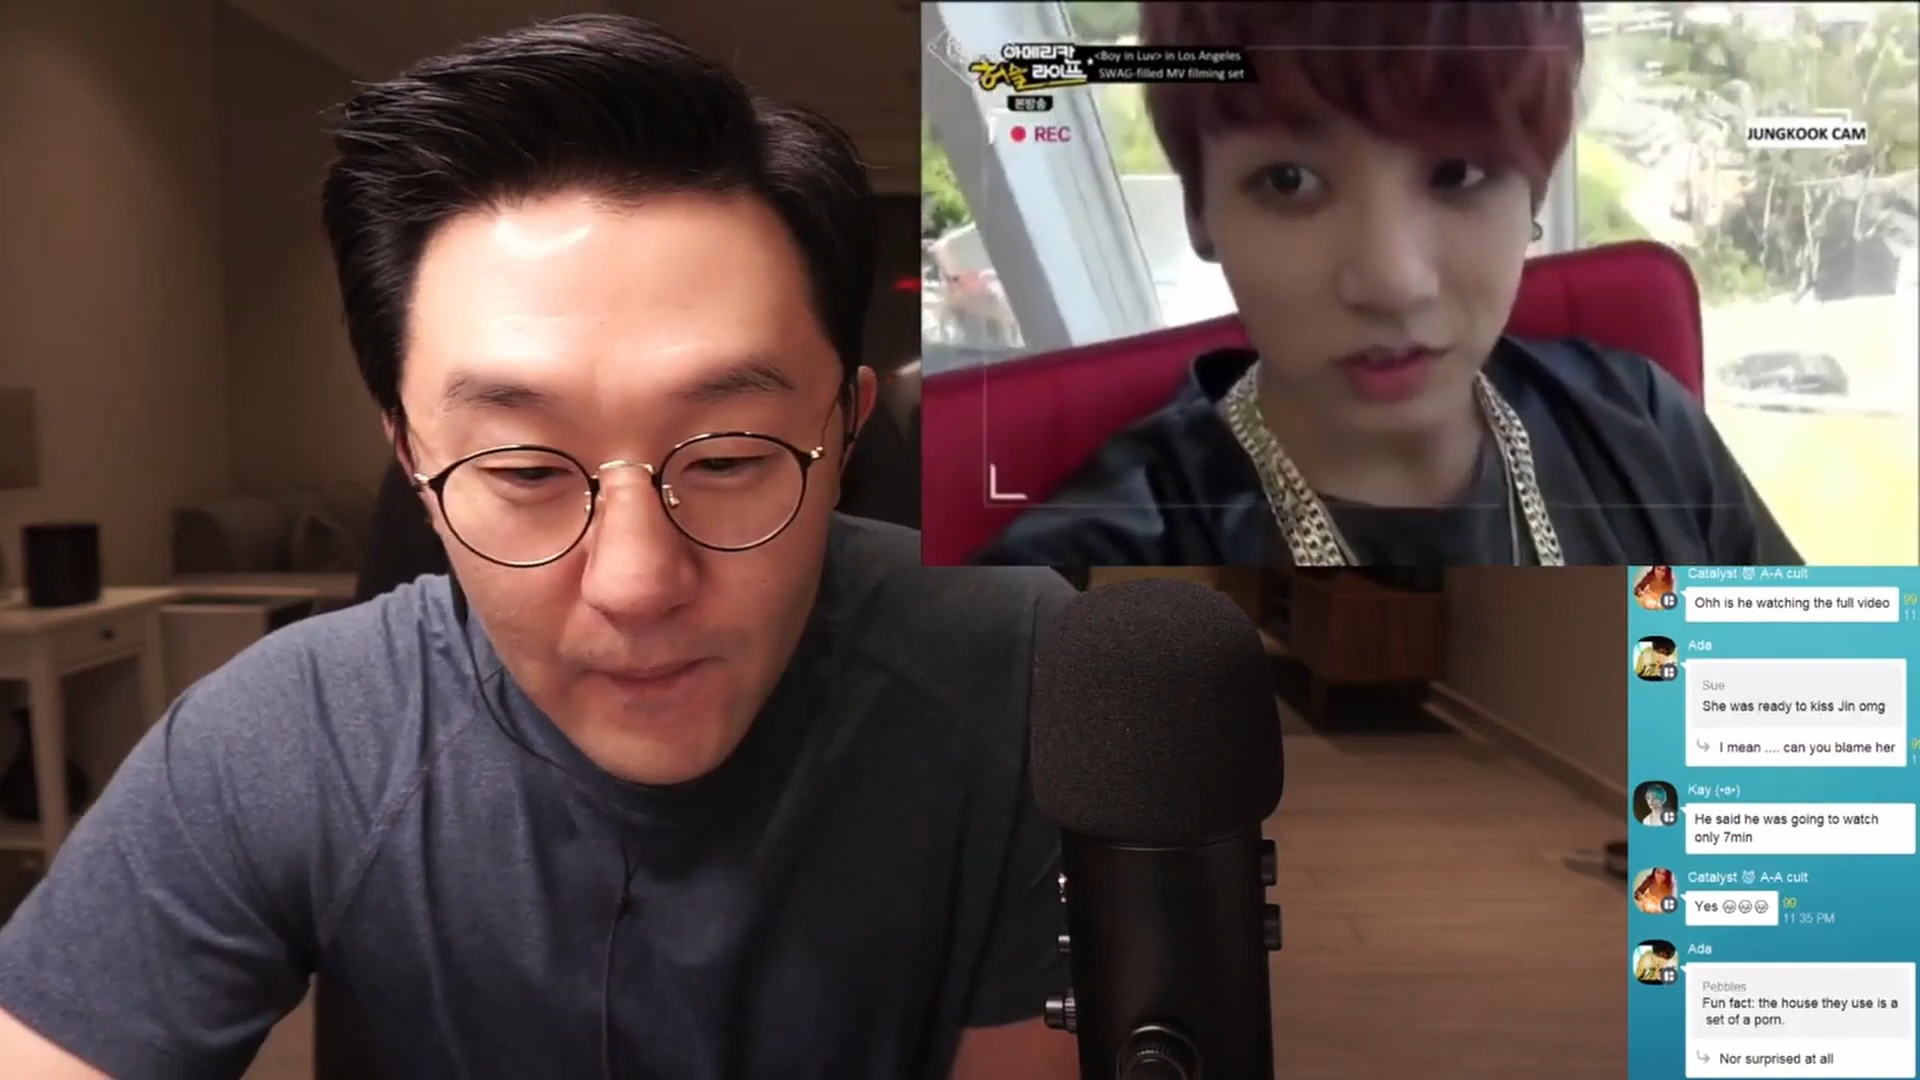 아메리칸
허슬 라이프
본방송
<Boy in Luv> in Los Angeles
SWAG-filled MV filming set
REC
JUNGKOOK CAM
Catalyst 😈 A-A cult
Ohh is he watching the full video
99
11
Ada
Sue
She was ready to kiss Jin omg
I mean .... can you blame her
Kay (•ɞ•)
He said he was going to watch
only 7min
Catalyst 😈 A-A cult
Yes 😂😂😂
99
11:35 PM
Ada
Pebbles
Fun fact: the house they use is a
set of a porn.
Nor surprised at all